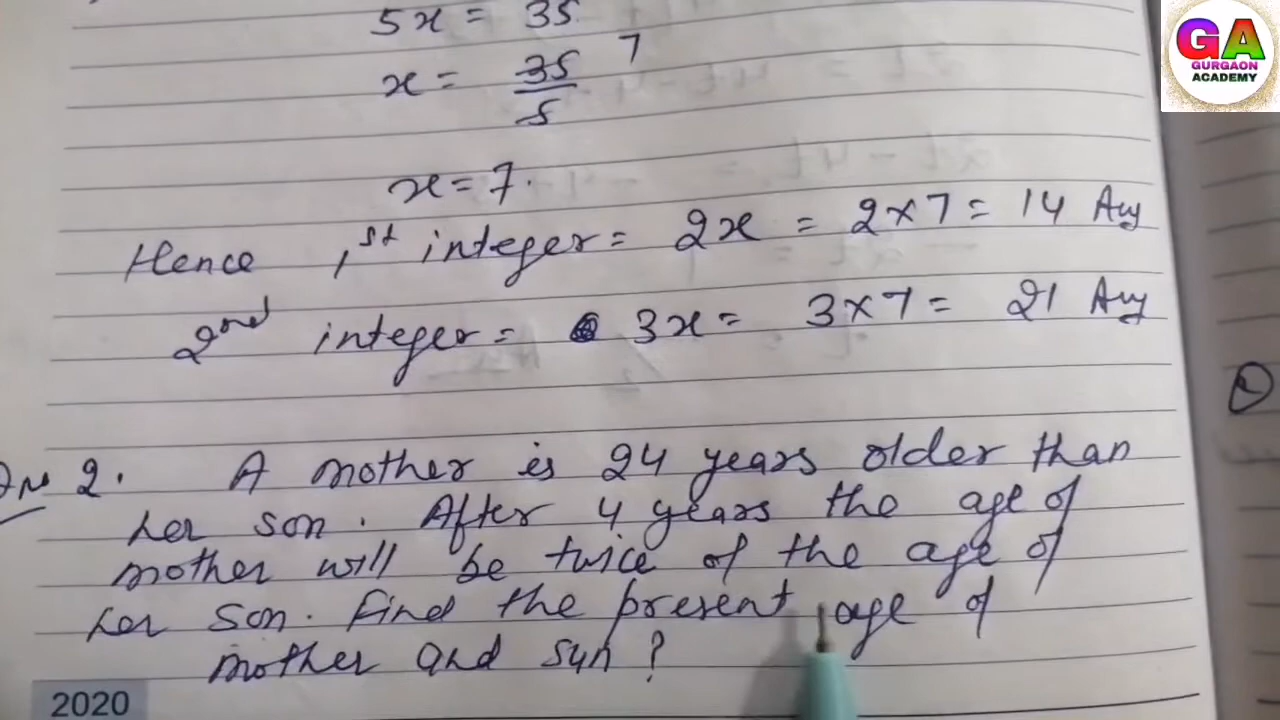 5x = 35
x = 35/5 7
x = 7.
Hence 1st integer = 2x = 2×7 = 14 Ans
2nd integer = 3x = 3×7 = 21 Ans
2. A mother is 24 years older than
her son. After 4 years the age of
mother will be twice of the age of
her son. Find the present age of
mother and sun?
2020
GA
GURGAON
ACADEMY